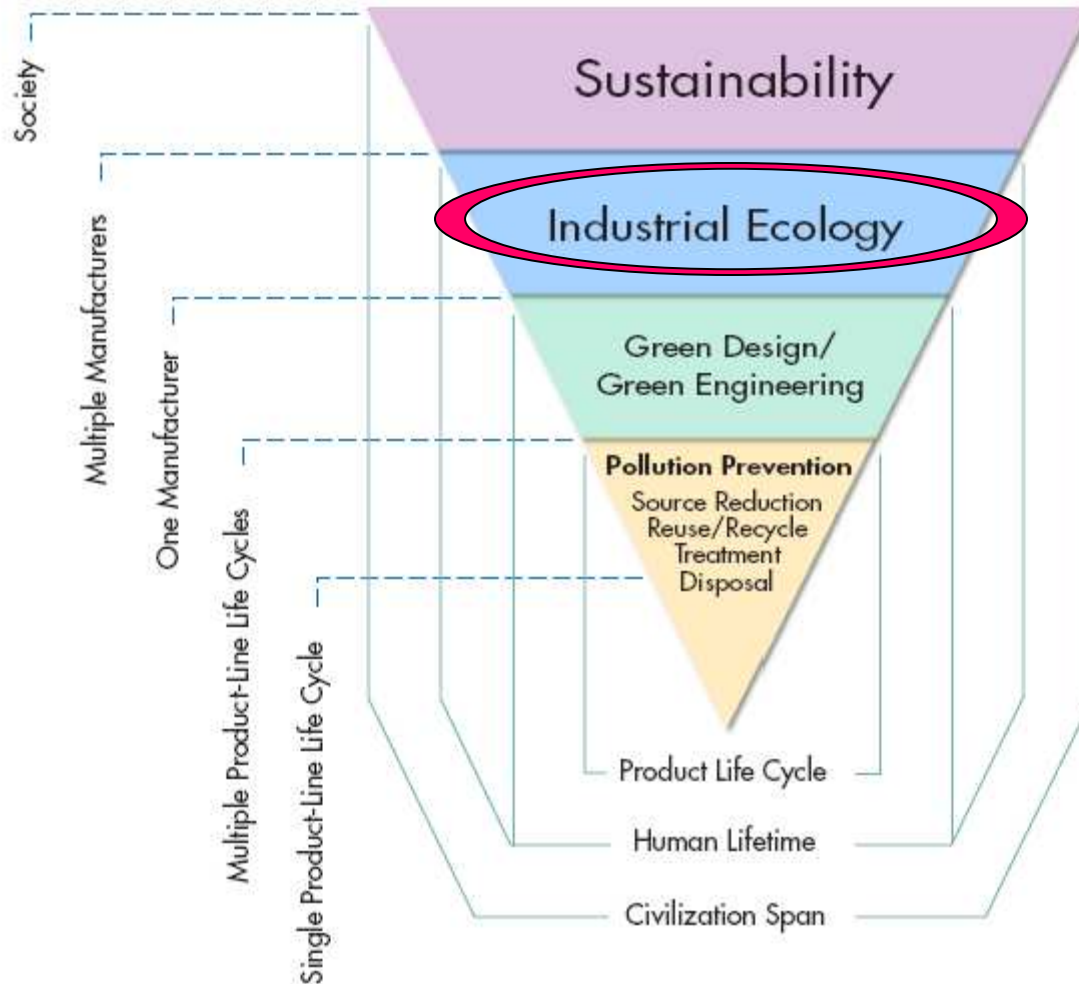 Society
Multiple Manufacturers
One Manufacturer
Multiple Product-Line Life Cycles
Single Product-Line Life Cycle
Sustainability
Industrial Ecology
Green Design/
Green Engineering
Pollution Prevention
Source Reduction
Reuse/Recycle
Treatment
Disposal
Product Life Cycle
Human Lifetime
Civilization Span